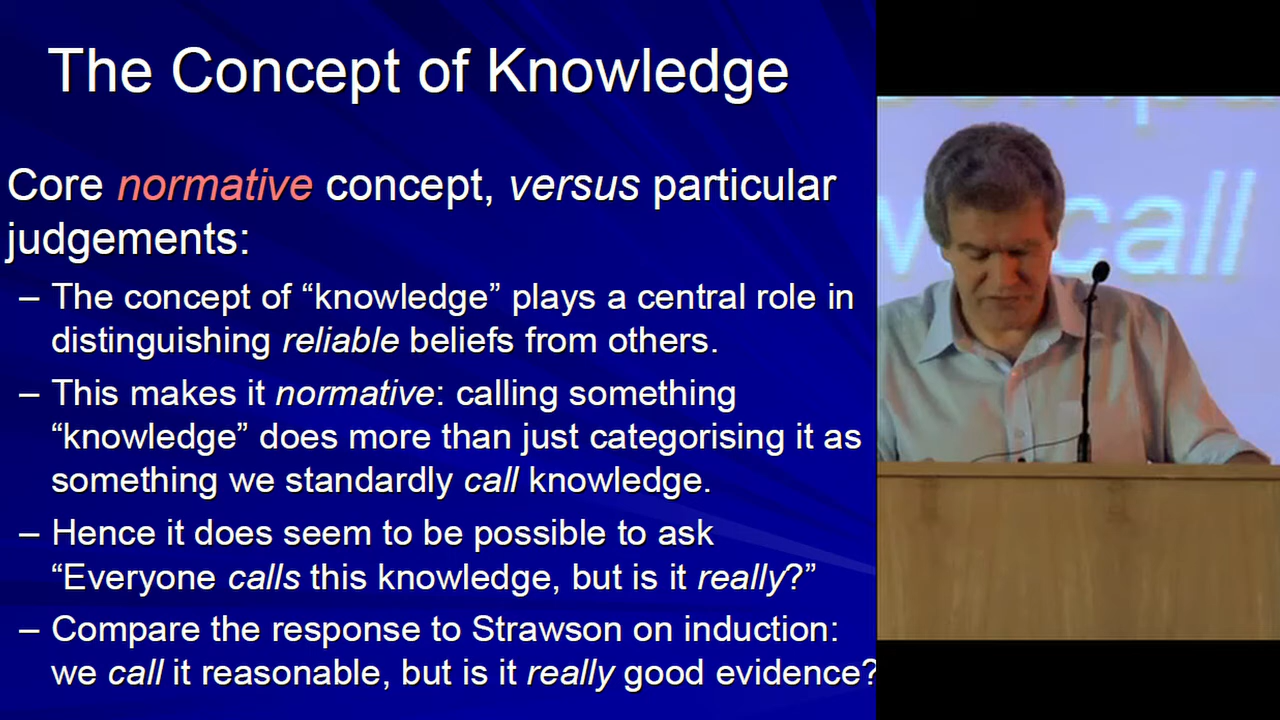 The Concept of Knowledge
Core normative concept, versus particular
judgements:
– The concept of “knowledge” plays a central role in
distinguishing reliable beliefs from others.
– This makes it normative: calling something
“knowledge” does more than just categorising it as
something we standardly call knowledge.
– Hence it does seem to be possible to ask
“Everyone calls this knowledge, but is it really?”
– Compare the response to Strawson on induction:
we call it reasonable, but is it really good evidence?
call